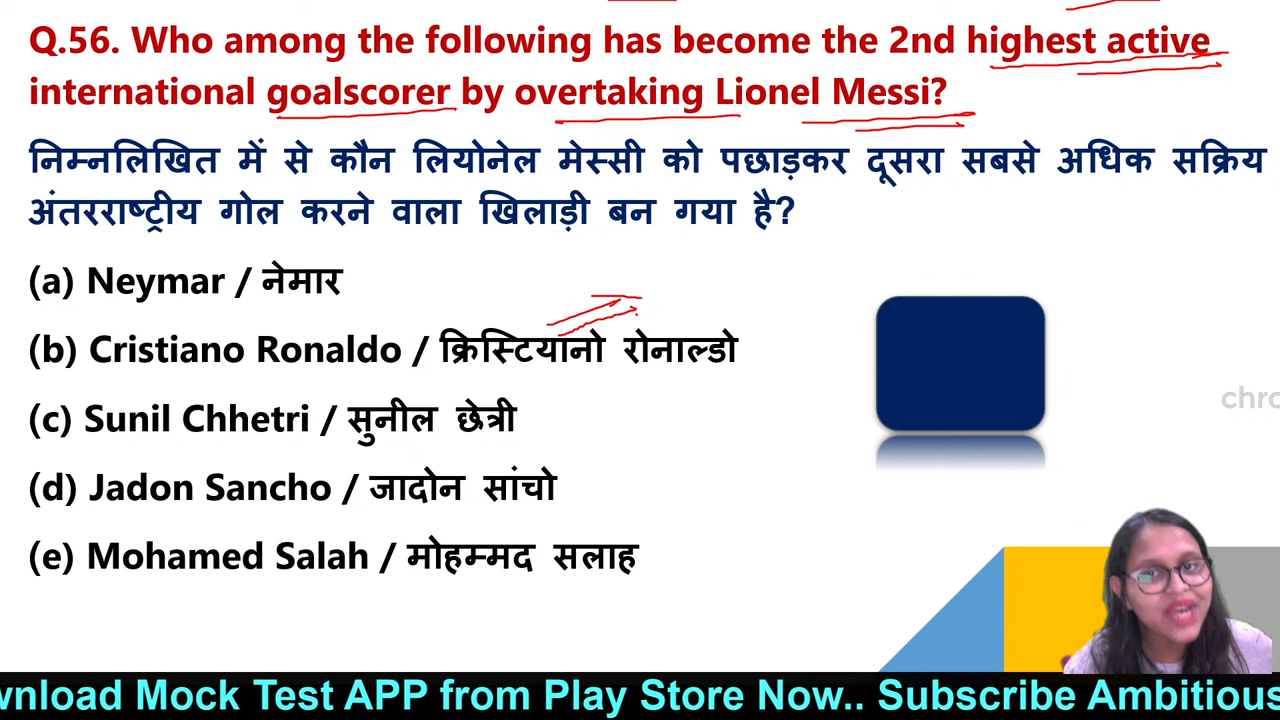 Q.56. Who among the following has become the 2nd highest active
international goalscorer by overtaking Lionel Messi?
निम्नलिखित में से कौन लियोनेल मेस्सी को पछाड़कर दूसरा सबसे अधिक सक्रिय
अंतरराष्ट्रीय गोल करने वाला खिलाड़ी बन गया है?
(a) Neymar / नेमार
(b) Cristiano Ronaldo / क्रिस्टियानो रोनाल्डो
(c) Sunil Chhetri / सुनील छेत्री
(d) Jadon Sancho / जादोन सांचो
(e) Mohamed Salah / मोहम्मद सलाह
chro
wnload Mock Test APP from Play Store Now.. Subscribe Ambitious